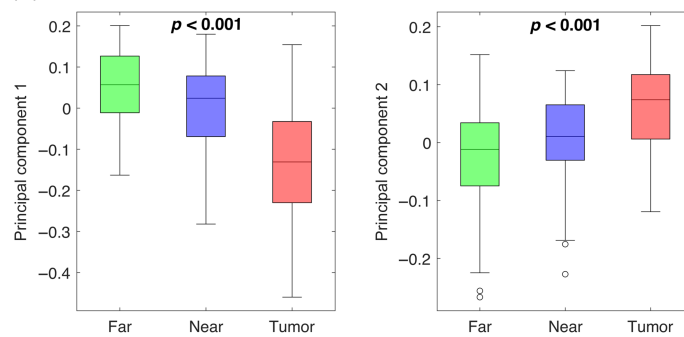 p < 0.001
Principal component 1
0.2
0.1
0
−0.1
−0.2
−0.3
−0.4
Far Near Tumor
p < 0.001
Principal component 2
0.2
0.1
0
−0.1
−0.2
Far Near Tumor